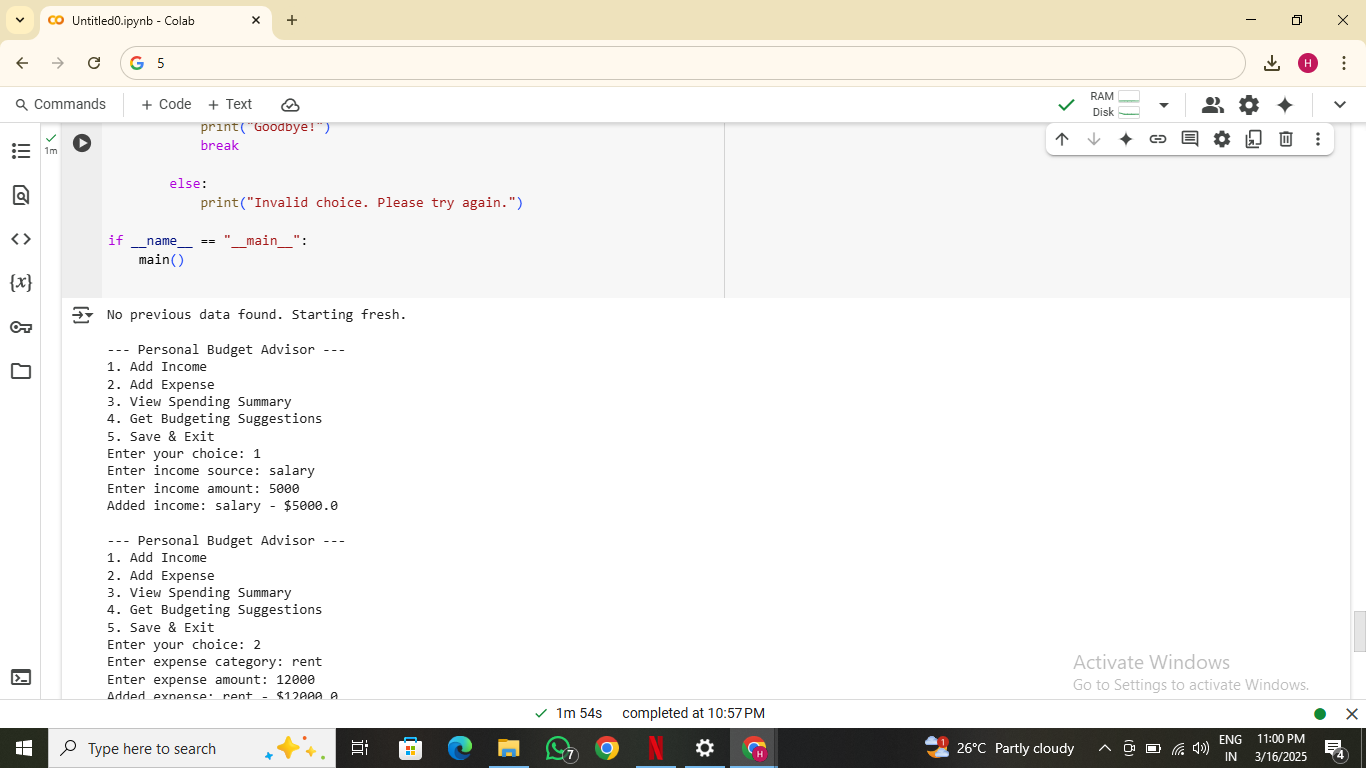 Untitled0.ipynb - Colab
5
H
Commands
+ Code + Text
RAM
Disk
1m
print("Goodbye!")
break
else:
print("Invalid choice. Please try again.")
if __name__ == "__main__":
main()
No previous data found. Starting fresh.
--- Personal Budget Advisor ---
1. Add Income
2. Add Expense
3. View Spending Summary
4. Get Budgeting Suggestions
5. Save & Exit
Enter your choice: 1
Enter income source: salary
Enter income amount: 5000
Added income: salary - $5000.0
--- Personal Budget Advisor ---
1. Add Income
2. Add Expense
3. View Spending Summary
4. Get Budgeting Suggestions
5. Save & Exit
Enter your choice: 2
Enter expense category: rent
Enter expense amount: 12000
Added expense: rent - $12000.0
Activate Windows
Go to Settings to activate Windows.
1m 54s completed at 10:57 PM
Type here to search
7
H
1
26°C Partly cloudy
ENG
IN
11:00 PM
3/16/2025
4